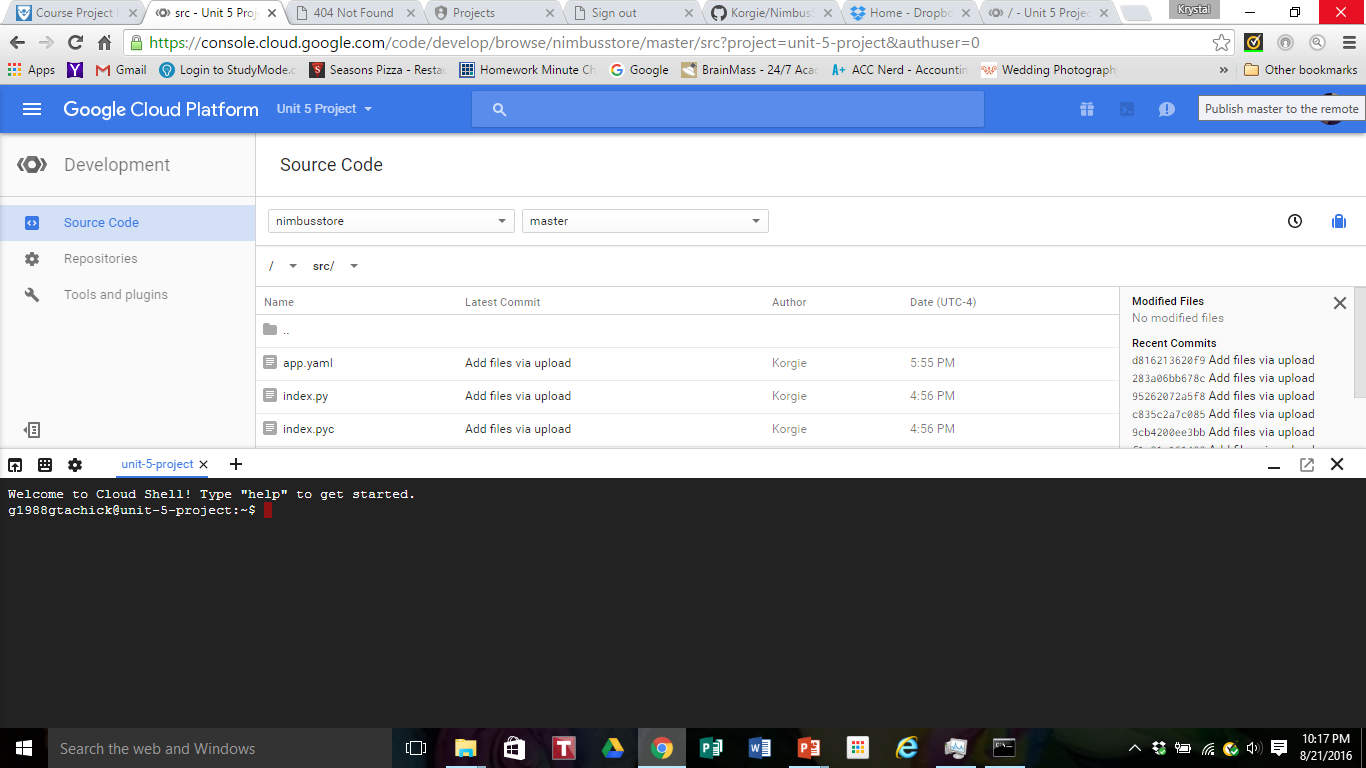 Course Project
src - Unit 5 Proj
404 Not Found
Projects
Sign out
Korgie/Nimbus
Home - Dropbo
/ - Unit 5 Projec
Krystal
https://console.cloud.google.com/code/develop/browse/nimbusstore/master/src?project=unit-5-project&authuser=0
Apps
Gmail
Login to StudyMode.c
Seasons Pizza - Resta
Homework Minute Ch
Google
BrainMass - 24/7 Aca
A+ ACC Nerd - Accountin
Wedding Photography
»
Other bookmarks
Google Cloud Platform
Unit 5 Project
Publish master to the remote
Development
Source Code
Source Code
nimbusstore
master
Repositories
/
src/
Tools and plugins
Name
Latest Commit
Author
Date (UTC-4)
Modified Files
No modified files
..
Recent Commits
app.yaml
Add files via upload
Korgie
5:55 PM
d816213620f9 Add files via upload
283a06bb678c Add files via upload
index.py
Add files via upload
Korgie
4:56 PM
95262072a5f8 Add files via upload
c835c2a7c085 Add files via upload
index.pyc
Add files via upload
Korgie
4:56 PM
9cb4200ee3bb Add files via upload
unit-5-project
Welcome to Cloud Shell! Type "help" to get started.
g1988gtachick@unit-5-project:~$
Search the web and Windows
10:17 PM
8/21/2016